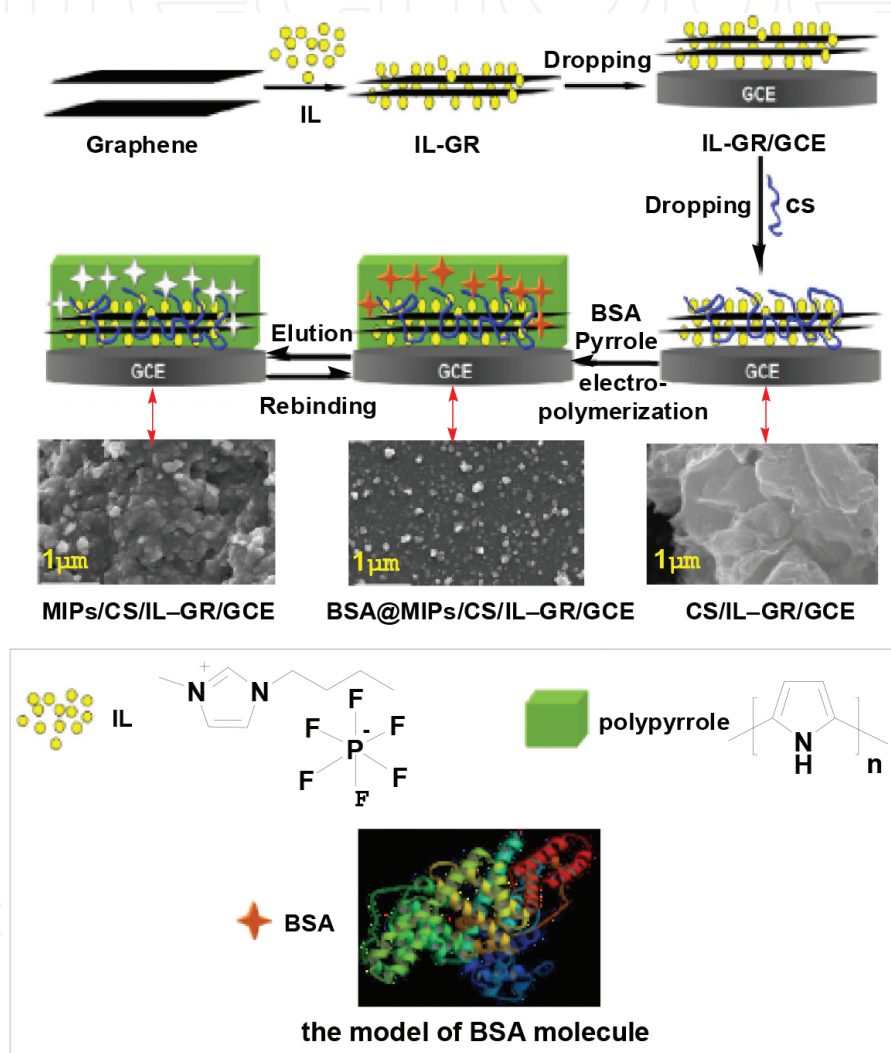 Graphene
IL
IL-GR
Dropping
GCE
IL-GR/GCE
Dropping
CS
GCE
Elution
Rebinding
GCE
BSA
Pyrrole
electro-
polymerization
GCE
1μm
1μm
1μm
MIPs/CS/IL–GR/GCE
BSA@MIPs/CS/IL–GR/GCE
CS/IL–GR/GCE
IL
N
+
N
F
F
F
P
-
F
F
F
polypyrrole
N
H
n
BSA
the model of BSA molecule